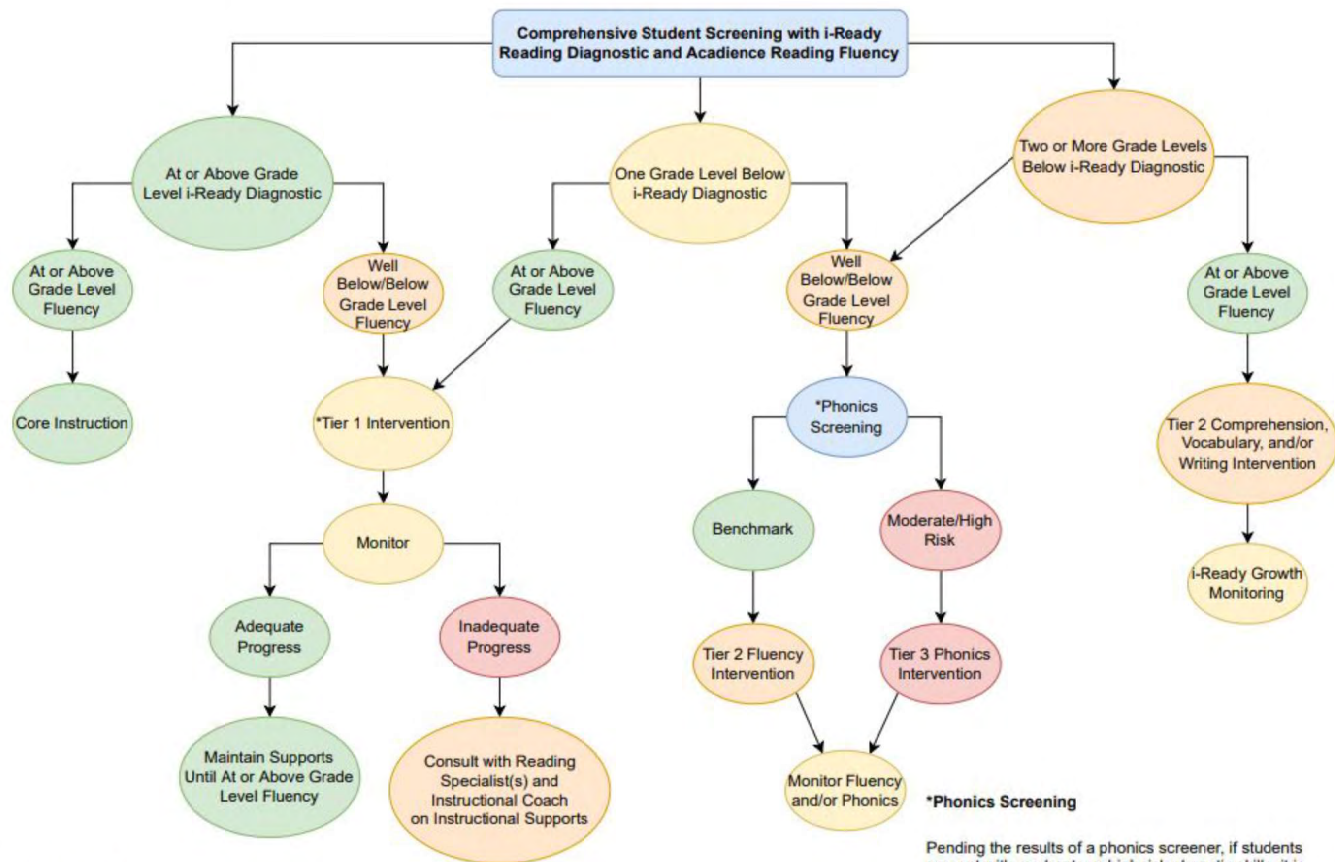 Comprehensive Student Screening with i-Ready
Reading Diagnostic and Acadience Reading Fluency
At or Above Grade
Level i-Ready Diagnostic
One Grade Level Below
i-Ready Diagnostic
Two or More Grade Levels
Below i-Ready Diagnostic
At or Above
Grade Level
Fluency
Well
Below/Below
Grade Level
Fluency
At or Above
Grade Level
Fluency
Well
Below/Below
Grade Level
Fluency
At or Above
Grade Level
Fluency
Core Instruction
*Tier 1 Intervention
*Phonics
Screening
Tier 2 Comprehension,
Vocabulary, and/or
Writing Intervention
Monitor
Benchmark
Moderate/High
Risk
i-Ready Growth
Monitoring
Adequate
Progress
Inadequate
Progress
Tier 2 Fluency
Intervention
Tier 3 Phonics
Intervention
Maintain Supports
Until At or Above Grade
Level Fluency
Consult with Reading
Specialist(s) and
Instructional Coach
on Instructional Supports
Monitor Fluency
and/or Phonics
*Phonics Screening
Pending the results of a phonics screener, if students